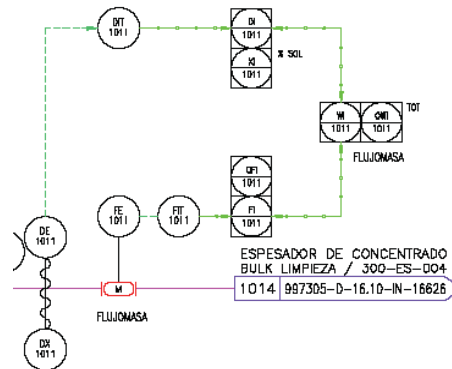 DIT
1011
DI
1011
XI
1011
% SOL
WI
1011
QWI
1011
TOT
FLUJOMASA
QFI
1011
FI
1011
FE
1011
FIT
1011
DE
1011
ESPESADOR DE CONCENTRADO
BULK LIMPIEZA / 300-ES-004
1014 997305-D-16.10-IN-16626
M
FLUJOMASA
DX
1011